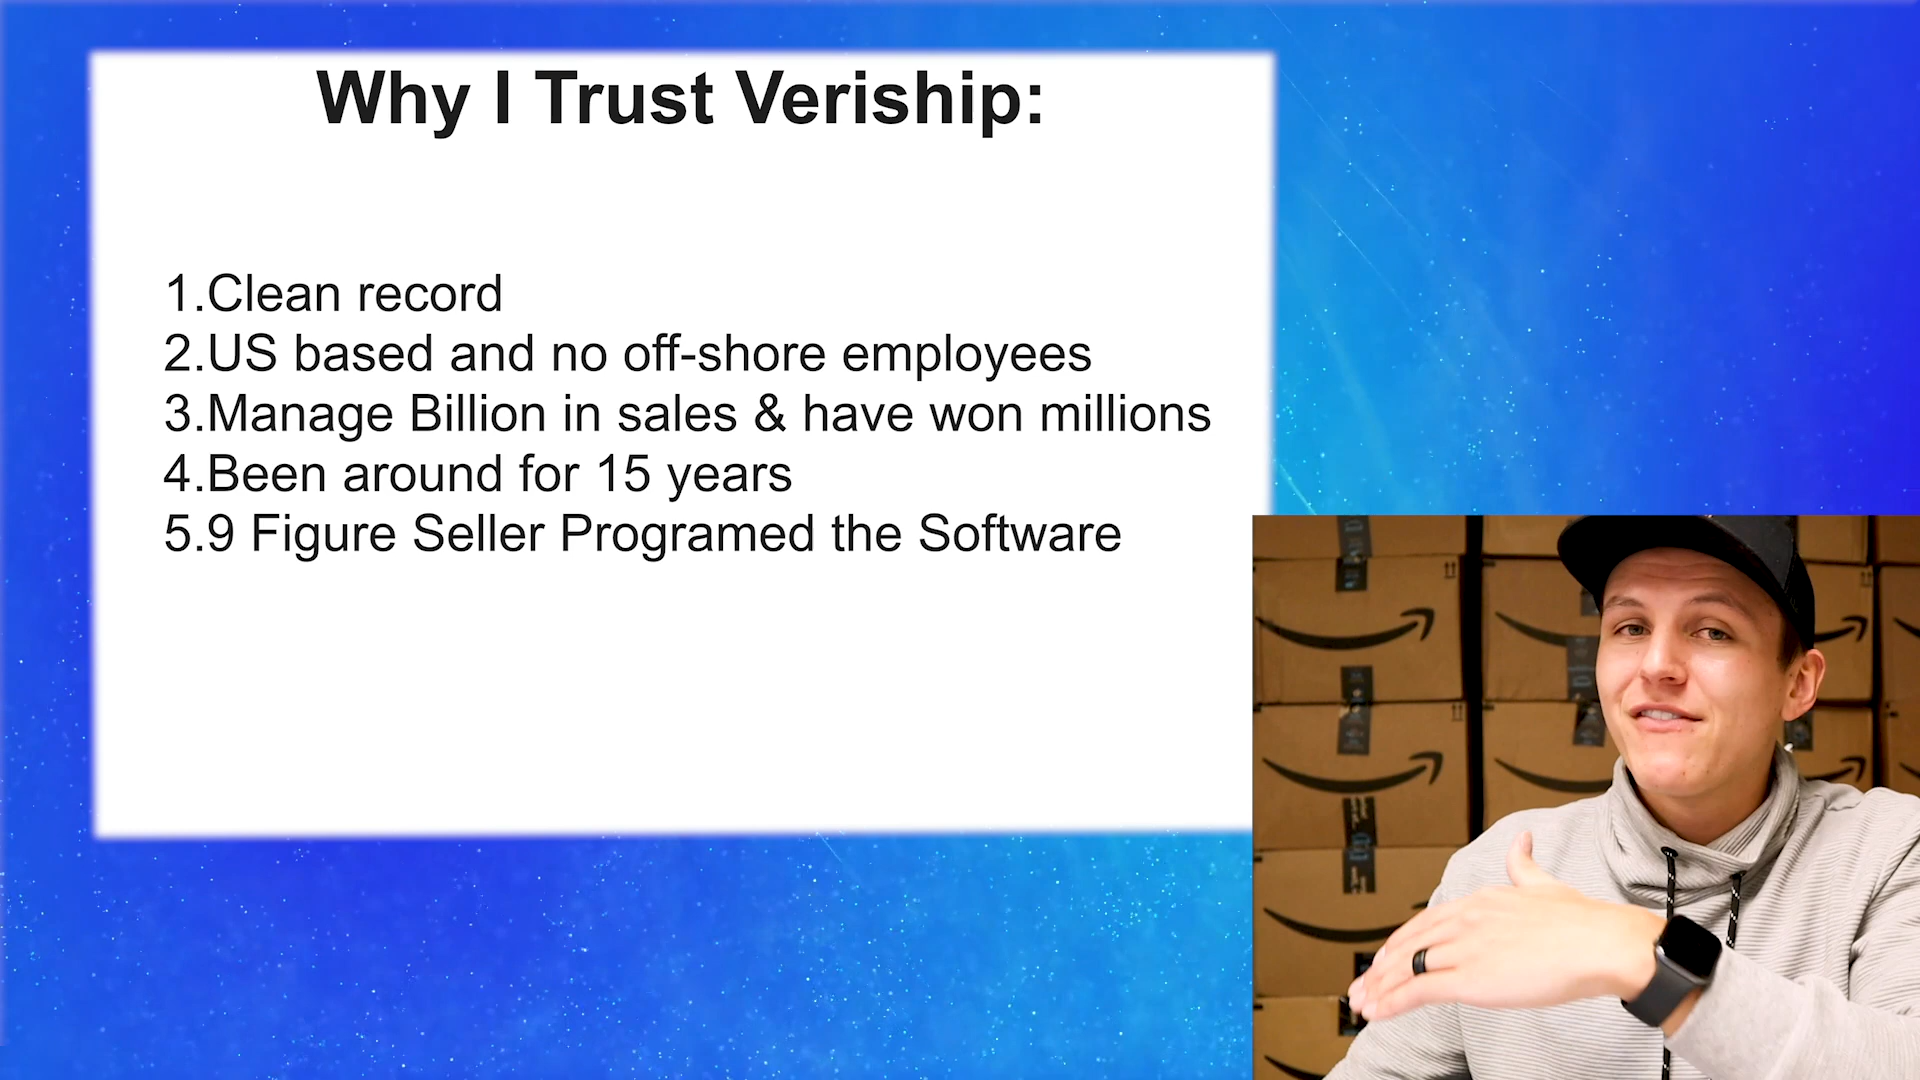 Why I Trust Veriship:
1.Clean record
2.US based and no off-shore employees
3.Manage Billion in sales & have won millions
4.Been around for 15 years
5.9 Figure Seller Programed the Software